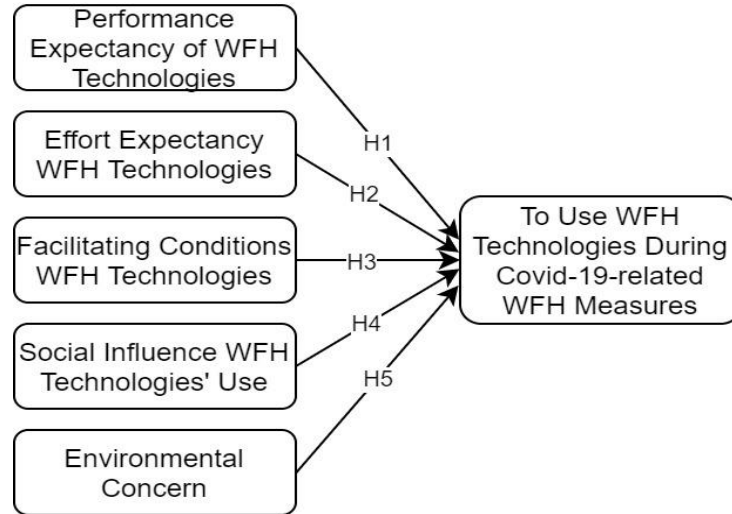 Performance
Expectancy of WFH
Technologies
H1
Effort Expectancy
WFH Technologies
H2
Facilitating Conditions
WFH Technologies
H3
Social Influence WFH
Technologies' Use
H4
Environmental
Concern
H5
To Use WFH
Technologies During
Covid-19-related
WFH Measures